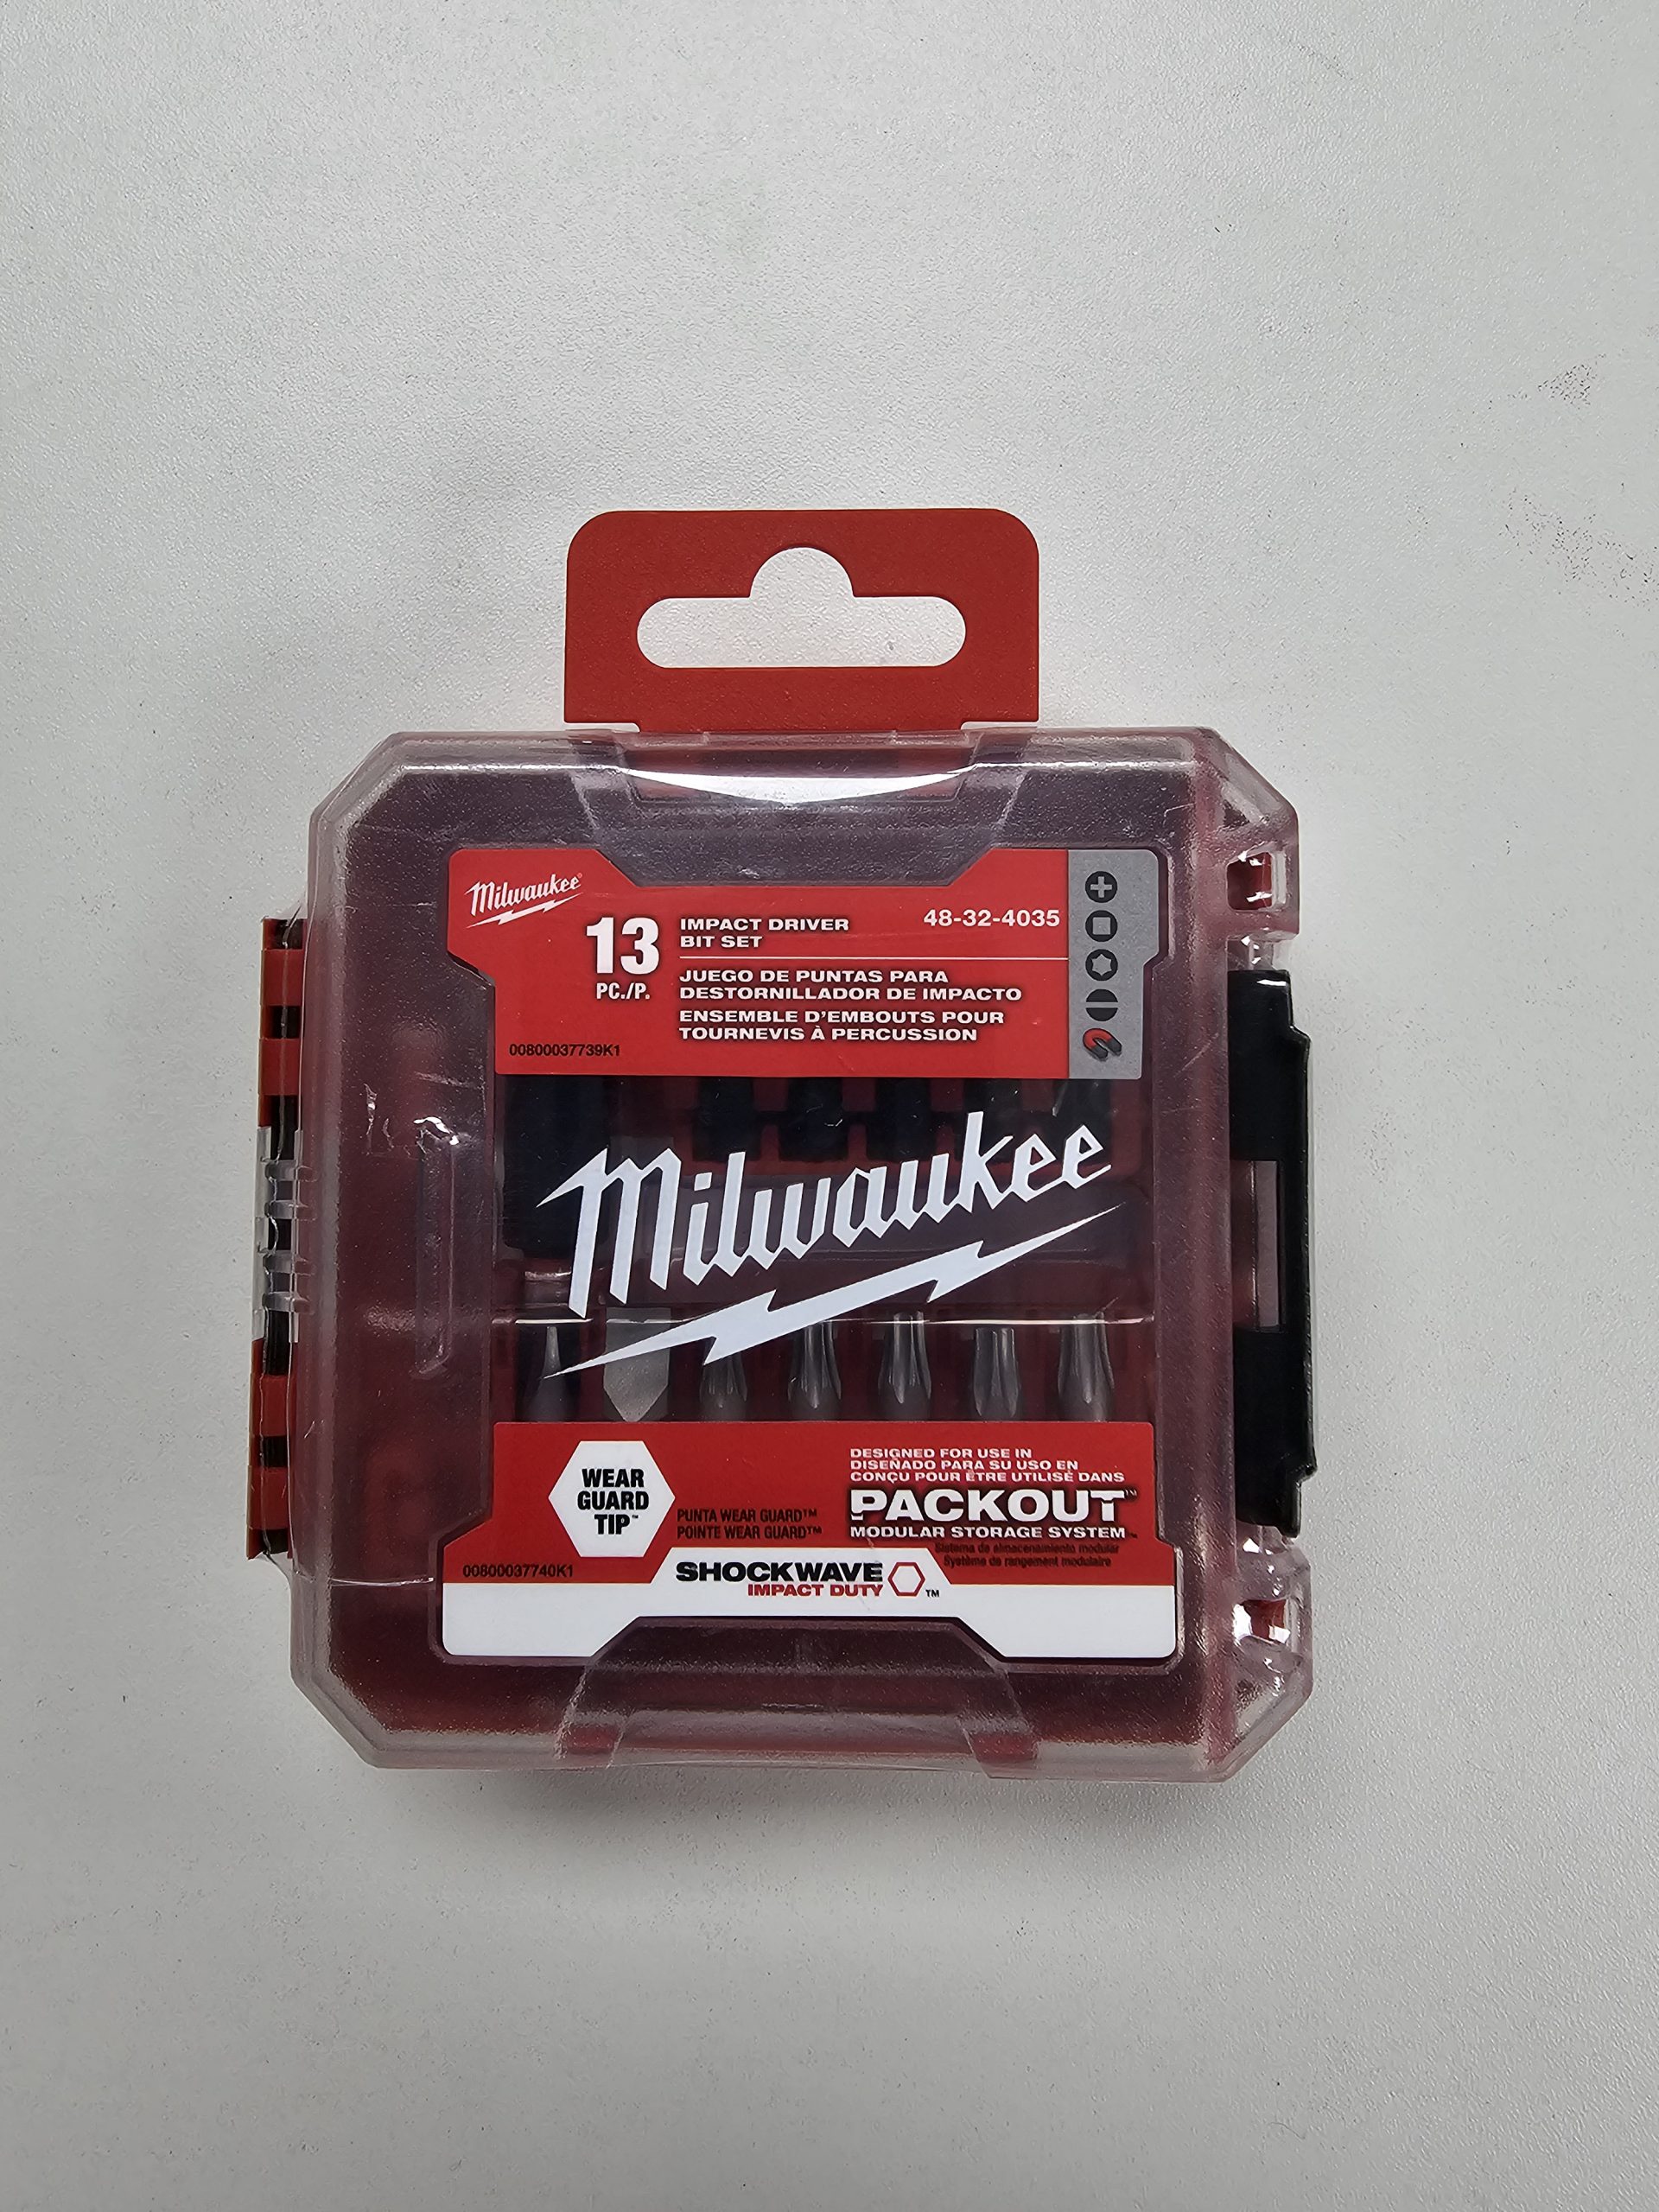 Milwaukee
13
PC./P.
IMPACT DRIVER
BIT SET
48-32-4035
JUEGO DE PUNTAS PARA
DESTORNILLADOR DE IMPACTO
ENSEMBLE D'EMBOUTS POUR
TOURNEVIS À PERCUSSION
00800037739K1
Milwaukee
WEAR
GUARD
TIP™
PUNTA WEAR GUARD™
POINTE WEAR GUARD™
DESIGNED FOR USE IN
DISEÑADO PARA SU USO EN
CONÇU POUR ÊTRE UTILISÉ DANS
PACKOUT™
MODULAR STORAGE SYSTEM™
Sistema de almacenamiento modular
Système de rangement modulaire
00800037740K1
SHOCKWAVE
IMPACT DUTY™